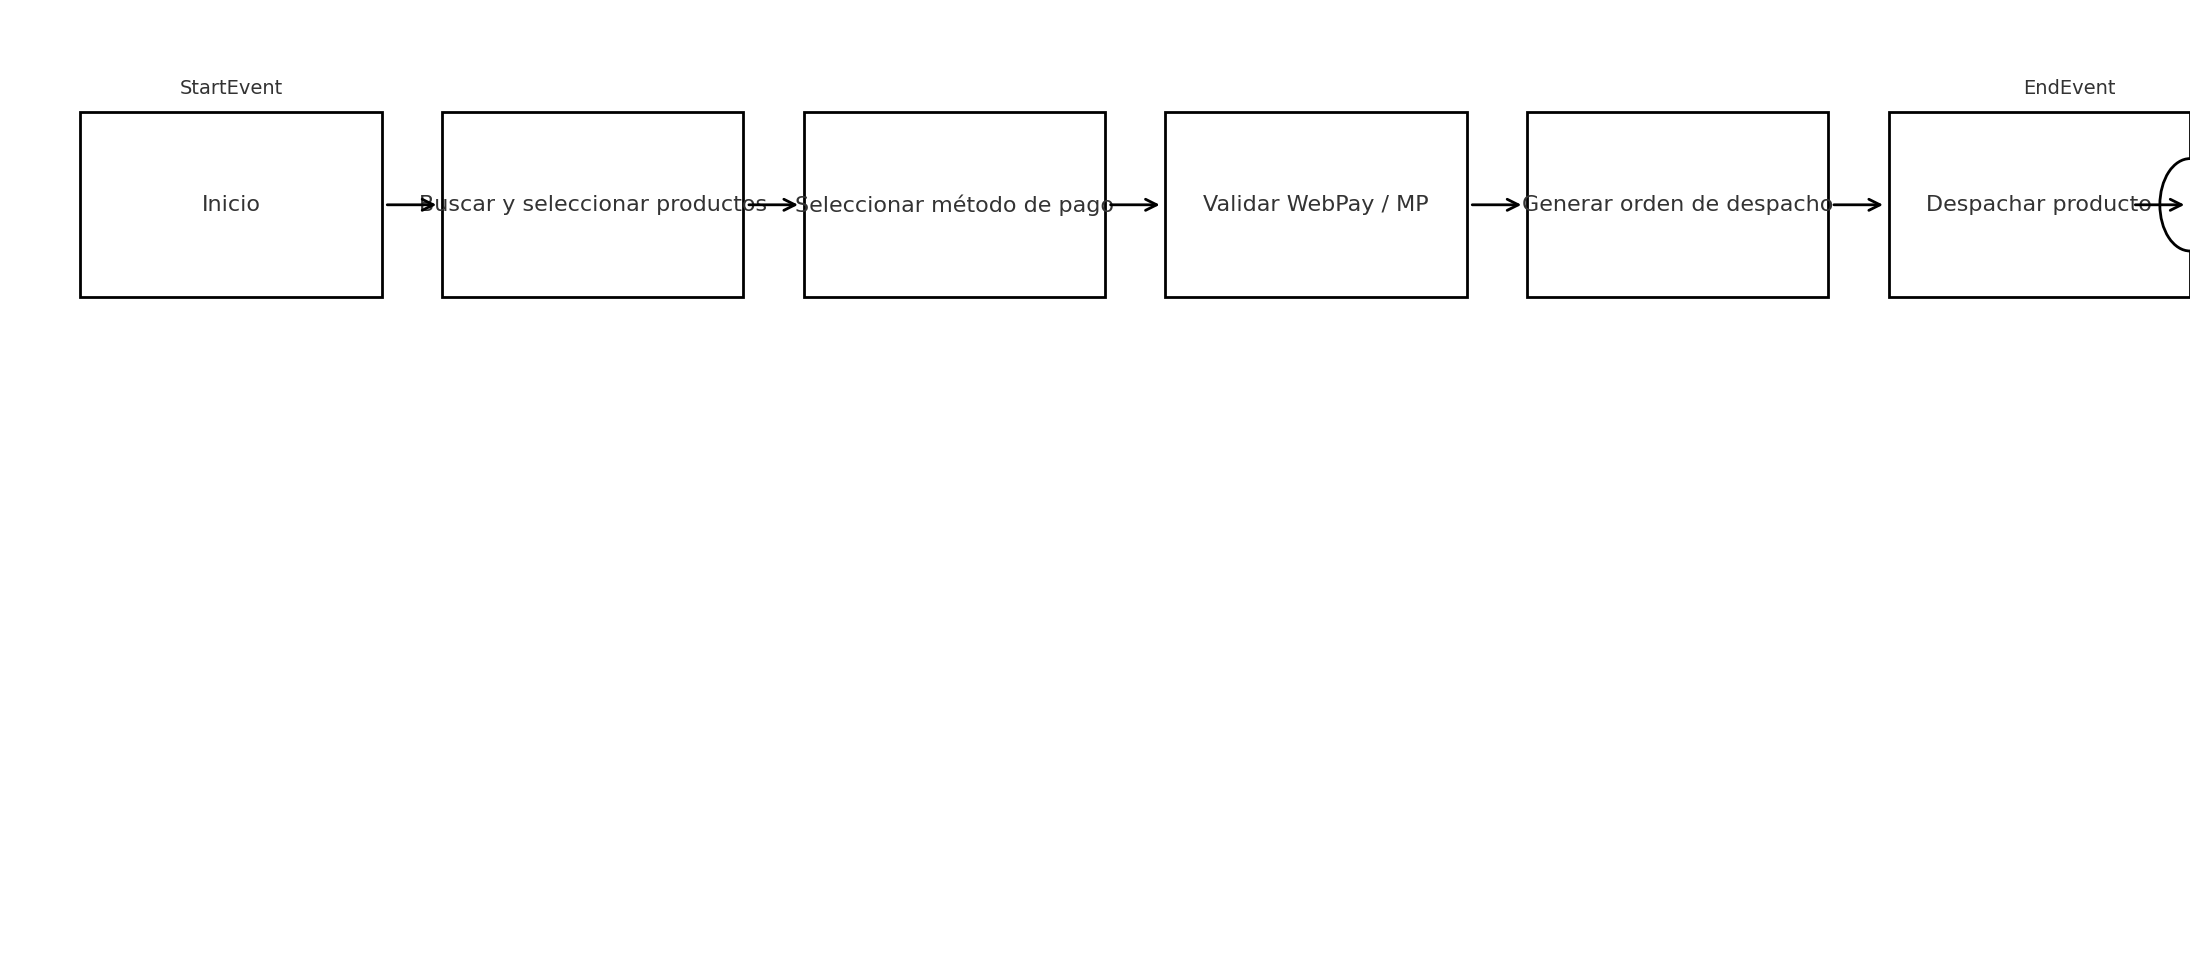 StartEvent
EndEvent
Inicio
Buscar y seleccionar productos
Seleccionar método de pago
Validar WebPay / MP
Generar orden de despacho
Despachar producto